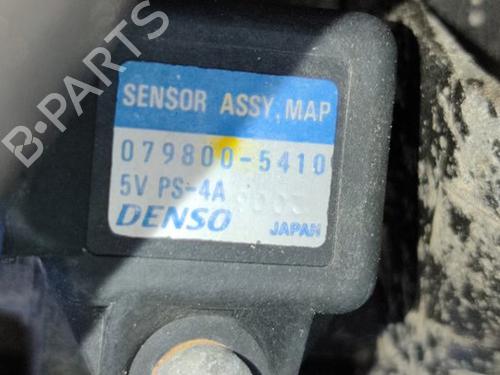 B-PARTS
SENSOR ASSY, MAP
079800-5410
5V PS-4A
DENSO JAPAN